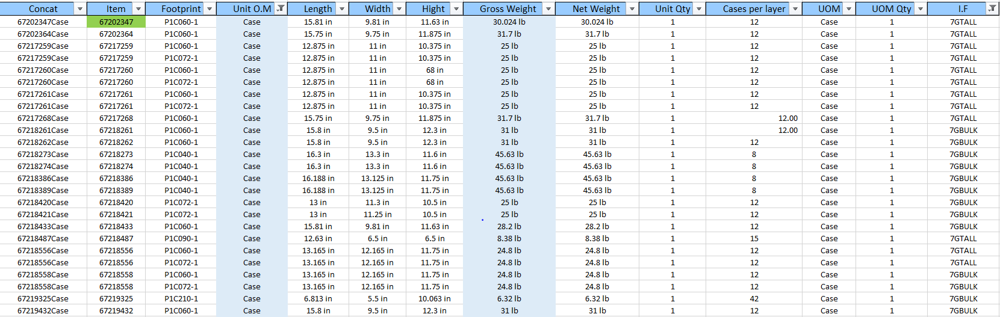 Concat Item Footprint Unit O.M Length Width Hight Gross Weight Net Weight Unit Qty Cases per layer UOM UOM Qty I.F
67202347Case 67202347 P1C060-1 Case 15.81 in 9.81 in 11.63 in 30.024 lb 30.024 lb 1 12 Case 1 7GTALL
67202364Case 67202364 P1C060-1 Case 15.75 in 9.75 in 11.875 in 31.7 lb 31.7 lb 1 12 Case 1 7GTALL
67217259Case 67217259 P1C060-1 Case 12.875 in 11 in 10.375 in 25 lb 25 lb 1 12 Case 1 7GTALL
67217259Case 67217259 P1C072-1 Case 12.875 in 11 in 10.375 in 25 lb 25 lb 1 12 Case 1 7GTALL
67217260Case 67217260 P1C060-1 Case 12.875 in 11 in 68 in 25 lb 25 lb 1 12 Case 1 7GTALL
67217260Case 67217260 P1C072-1 Case 12.875 in 11 in 68 in 25 lb 25 lb 1 12 Case 1 7GTALL
67217261Case 67217261 P1C060-1 Case 12.875 in 11 in 10.375 in 25 lb 25 lb 1 12 Case 1 7GTALL
67217261Case 67217261 P1C072-1 Case 12.875 in 11 in 10.375 in 25 lb 25 lb 1 12 Case 1 7GTALL
67217268Case 67217268 P1C060-1 Case 15.75 in 9.75 in 11.875 in 31.7 lb 31.7 lb 1 12.00 Case 1 7GTALL
67218261Case 67218261 P1C060-1 Case 15.8 in 9.5 in 12.3 in 31 lb 31 lb 1 12.00 Case 1 7GBULK
67218262Case 67218262 P1C060-1 Case 15.8 in 9.5 in 12.3 in 31 lb 31 lb 1 12 Case 1 7GBULK
67218273Case 67218273 P1C040-1 Case 16.3 in 13.3 in 11.6 in 45.63 lb 45.63 lb 1 8 Case 1 7GBULK
67218274Case 67218274 P1C040-1 Case 16.3 in 13.3 in 11.6 in 45.63 lb 45.63 lb 1 8 Case 1 7GBULK
67218386Case 67218386 P1C040-1 Case 16.188 in 13.125 in 11.75 in 45.63 lb 45.63 lb 1 8 Case 1 7GBULK
67218389Case 67218389 P1C040-1 Case 16.188 in 13.125 in 11.75 in 45.63 lb 45.63 lb 1 8 Case 1 7GBULK
67218420Case 67218420 P1C072-1 Case 13 in 11.3 in 10.5 in 25 lb 25 lb 1 12 Case 1 7GBULK
67218421Case 67218421 P1C072-1 Case 13 in 11.25 in 10.5 in 25 lb 25 lb 1 12 Case 1 7GBULK
67218433Case 67218433 P1C060-1 Case 15.81 in 9.81 in 11.63 in 28.2 lb 28.2 lb 1 12 Case 1 7GBULK
67218487Case 67218487 P1C090-1 Case 12.63 in 6.5 in 6.5 in 8.38 lb 8.38 lb 1 15 Case 1 7GBULK
67218556Case 67218556 P1C060-1 Case 13.165 in 12.165 in 11.75 in 24.8 lb 24.8 lb 1 12 Case 1 7GTALL
67218556Case 67218556 P1C072-1 Case 13.165 in 12.165 in 11.75 in 24.8 lb 24.8 lb 1 12 Case 1 7GTALL
67218558Case 67218558 P1C060-1 Case 13.165 in 12.165 in 11.75 in 24.8 lb 24.8 lb 1 12 Case 1 7GBULK
67218558Case 67218558 P1C072-1 Case 13.165 in 12.165 in 11.75 in 24.8 lb 24.8 lb 1 12 Case 1 7GBULK
67219325Case 67219325 P1C210-1 Case 6.813 in 5.5 in 10.063 in 6.32 lb 6.32 lb 1 42 Case 1 7GBULK
67219432Case 67219432 P1C060-1 Case 15.8 in 9.5 in 12.3 in 31 lb 31 lb 1 12 Case 1 7GBULK